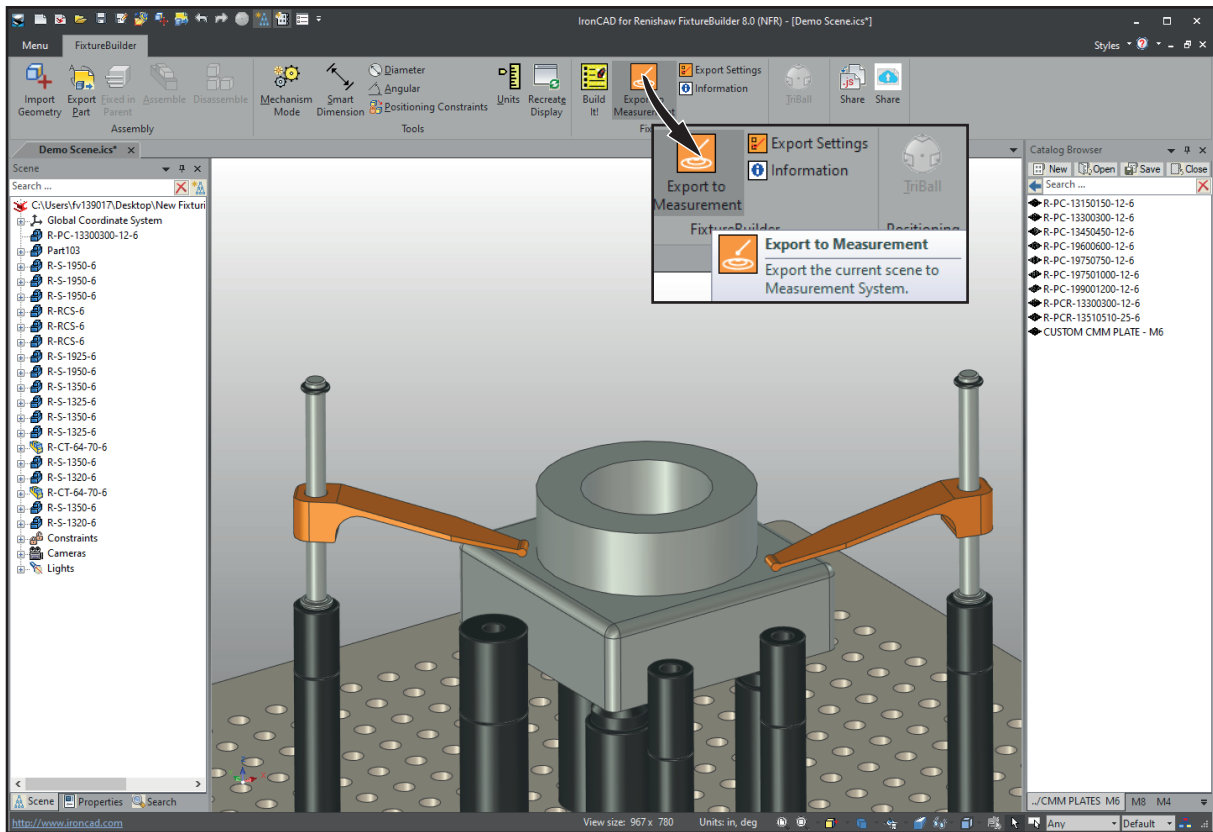 IronCAD for Renishaw FixtureBuilder 8.0 (NFR) - [Demo Scene.ics*]
Menu FixtureBuilder Styles
Import Geometry
Export Part
Fixed in Parent
Assemble
Disassemble
Assembly
Mechanism Mode
Smart Dimension
Diameter
Angular
Positioning Constraints
Units
Recreate Display
Tools
Build It!
Export to Measurement
Export Settings
Information
Fix
TriBall
Share
Share
.js
Demo Scene.ics*
Export to
Measurement
Export Settings
Information
TriBall
FixtureBuilder
Positioning
Export to Measurement
Export the current scene to
Measurement System.
Scene
Search ...
C:\Users\fv139017\Desktop\New Fixturi
Global Coordinate System
R-PC-13300300-12-6
Part103
R-S-1950-6
R-S-1950-6
R-S-1950-6
R-RCS-6
R-RCS-6
R-RCS-6
R-S-1925-6
R-S-1950-6
R-S-1350-6
R-S-1325-6
R-S-1350-6
R-S-1325-6
R-CT-64-70-6
R-S-1350-6
R-S-1320-6
R-CT-64-70-6
R-S-1350-6
R-S-1320-6
Constraints
Cameras
Lights
Scene Properties Search
Catalog Browser
New Open Save Close
Search ...
R-PC-13150150-12-6
R-PC-13300300-12-6
R-PC-13450450-12-6
R-PC-19600600-12-6
R-PC-19750750-12-6
R-PC-197501000-12-6
R-PC-199001200-12-6
R-PCR-13300300-12-6
R-PCR-13510510-25-6
CUSTOM CMM PLATE - M6
../CMM PLATES M6 M8 M4
http://www.ironcad.com View size: 967 x 780 Units: in, deg Any Default